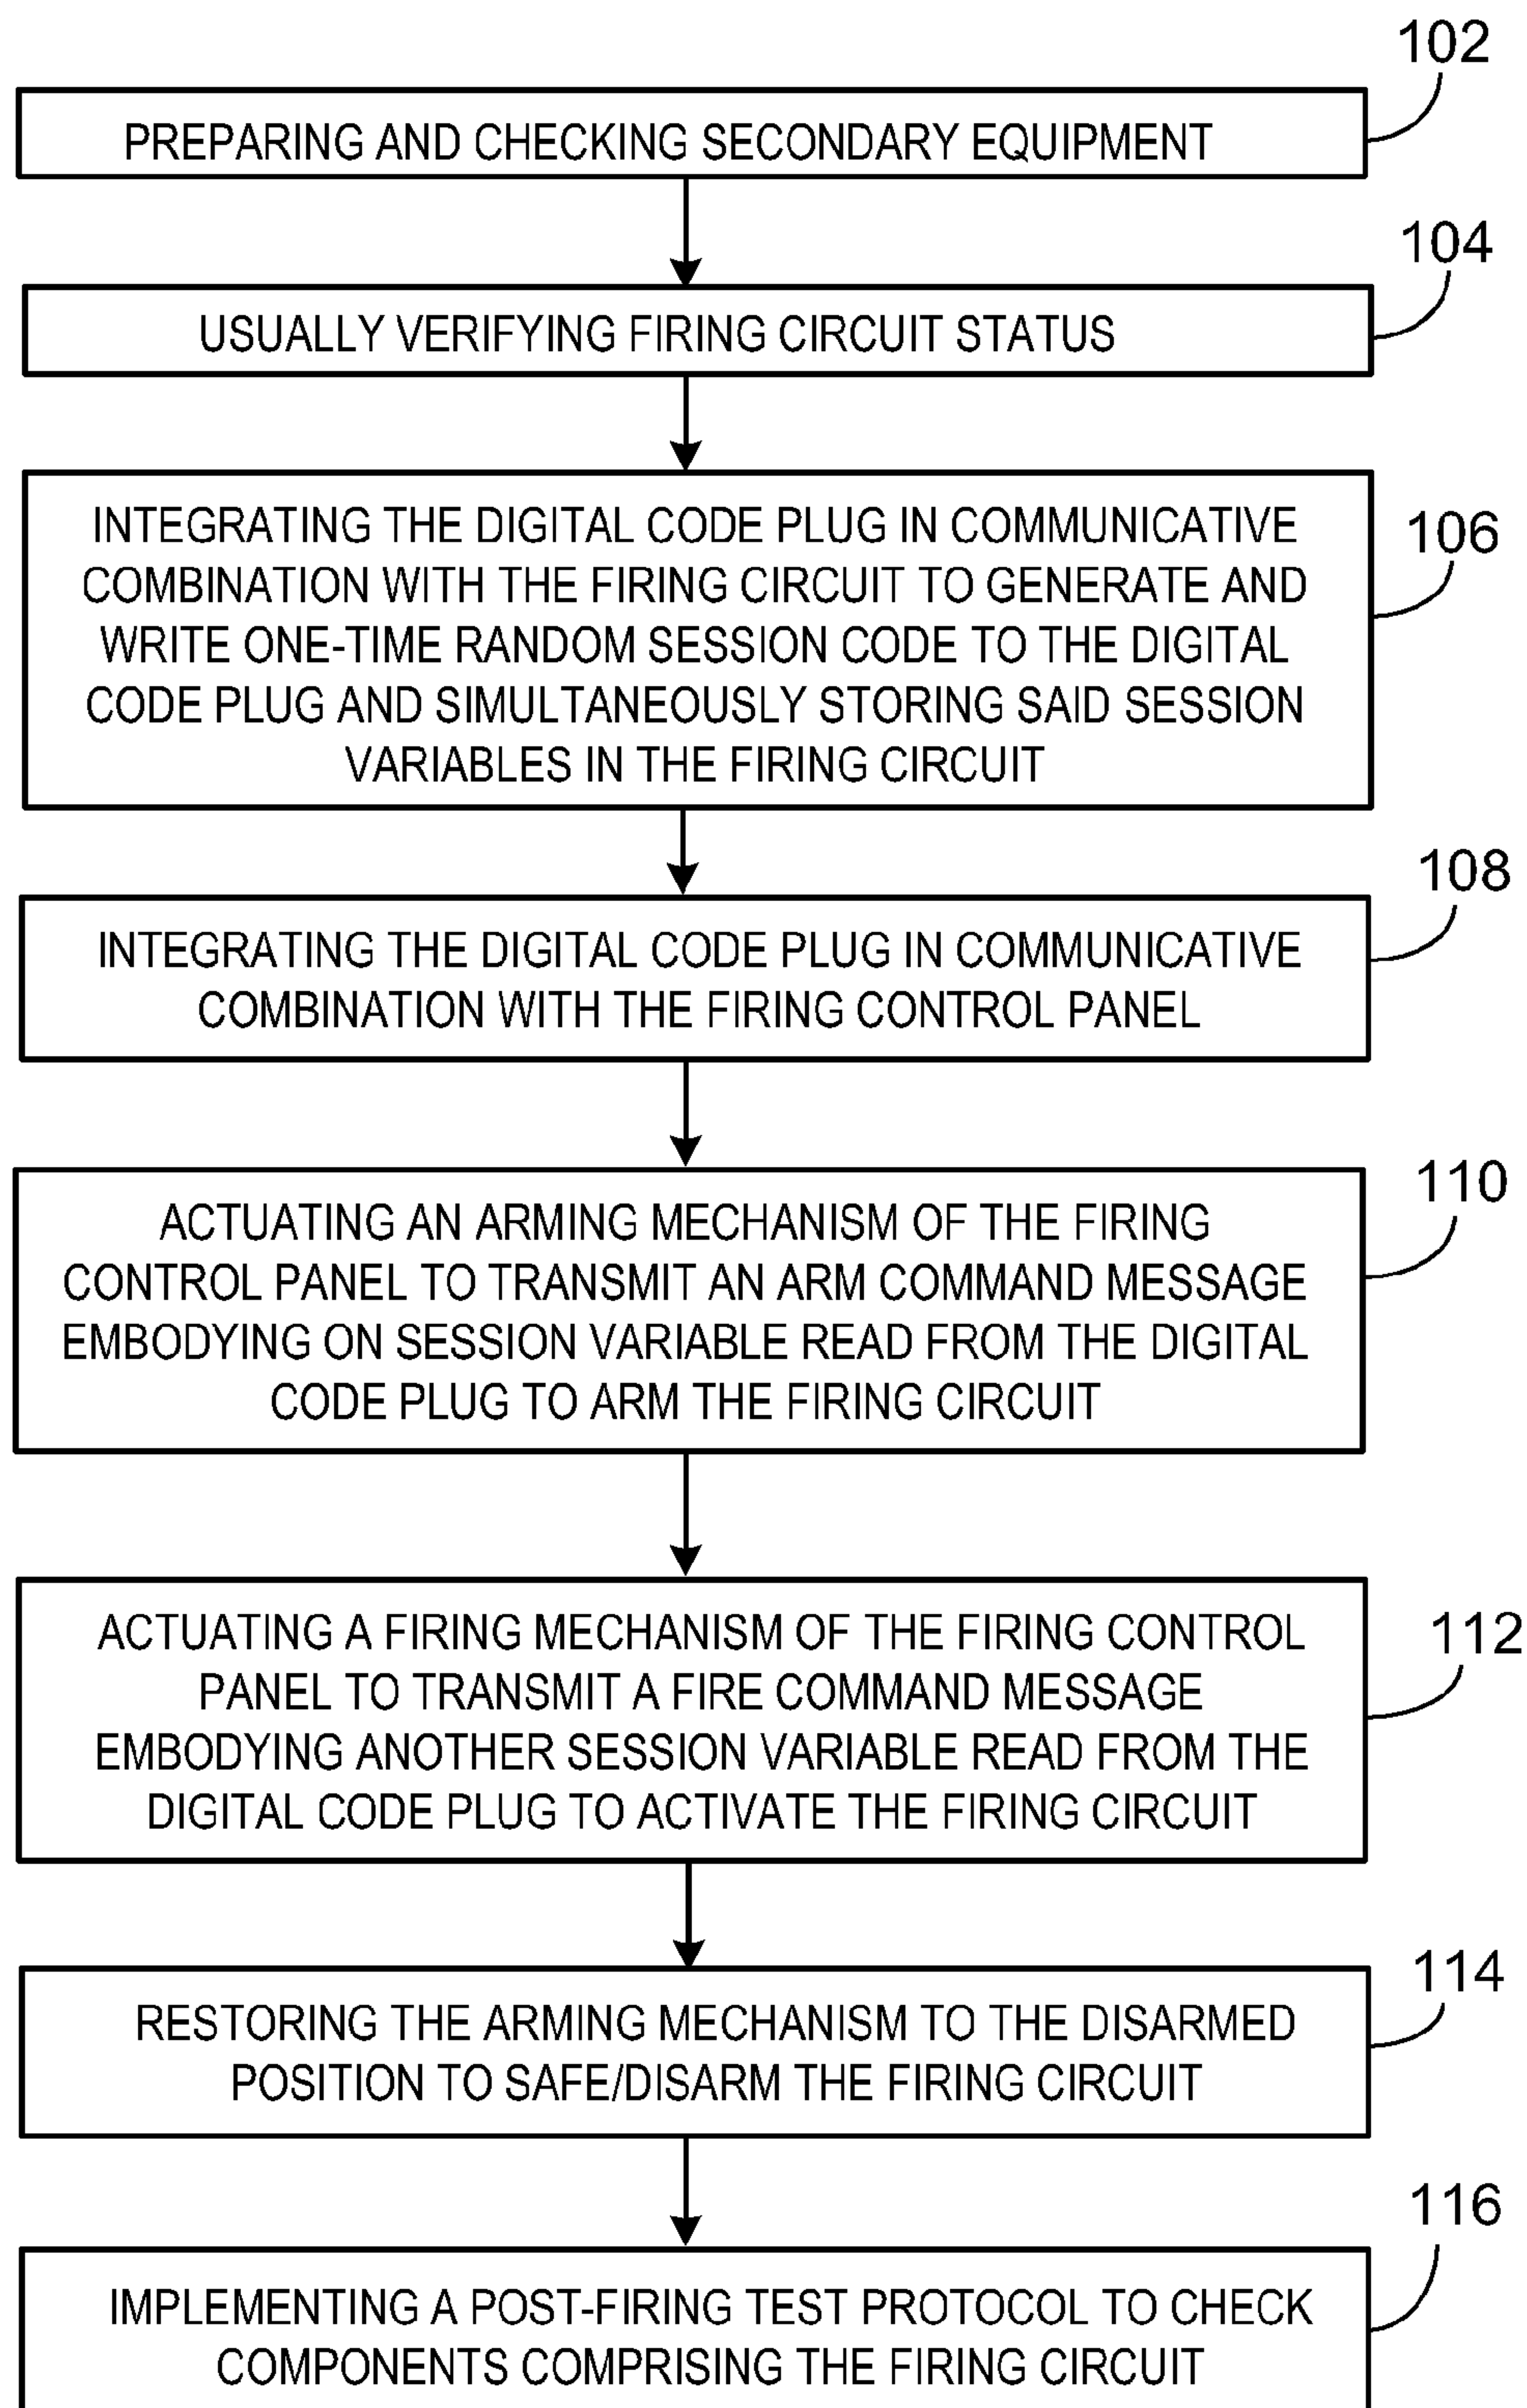 102
PREPARING AND CHECKING SECONDARY EQUIPMENT
104
USUALLY VERIFYING FIRING CIRCUIT STATUS
106
INTEGRATING THE DIGITAL CODE PLUG IN COMMUNICATIVE
COMBINATION WITH THE FIRING CIRCUIT TO GENERATE AND
WRITE ONE-TIME RANDOM SESSION CODE TO THE DIGITAL
CODE PLUG AND SIMULTANEOUSLY STORING SAID SESSION
VARIABLES IN THE FIRING CIRCUIT
108
INTEGRATING THE DIGITAL CODE PLUG IN COMMUNICATIVE
COMBINATION WITH THE FIRING CONTROL PANEL
110
ACTUATING AN ARMING MECHANISM OF THE FIRING
CONTROL PANEL TO TRANSMIT AN ARM COMMAND MESSAGE
EMBODYING ON SESSION VARIABLE READ FROM THE DIGITAL
CODE PLUG TO ARM THE FIRING CIRCUIT
112
ACTUATING A FIRING MECHANISM OF THE FIRING CONTROL
PANEL TO TRANSMIT A FIRE COMMAND MESSAGE
EMBODYING ANOTHER SESSION VARIABLE READ FROM THE
DIGITAL CODE PLUG TO ACTIVATE THE FIRING CIRCUIT
114
RESTORING THE ARMING MECHANISM TO THE DISARMED
POSITION TO SAFE/DISARM THE FIRING CIRCUIT
116
IMPLEMENTING A POST-FIRING TEST PROTOCOL TO CHECK
COMPONENTS COMPRISING THE FIRING CIRCUIT